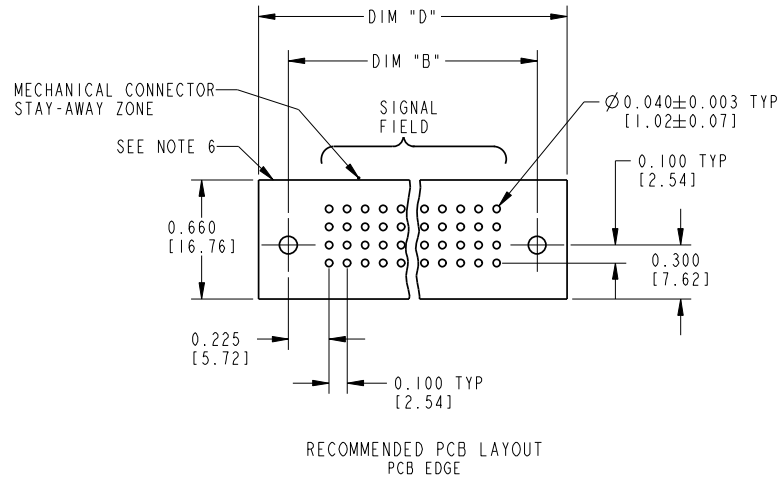 DIM "D"
DIM "B"
MECHANICAL CONNECTOR
STAY-AWAY ZONE
SIGNAL
FIELD
Ø0.040±0.003 TYP
[1.02±0.07]
SEE NOTE 6
0.100 TYP
[2.54]
0.660
[16.76]
0.300
[7.62]
0.225
[5.72]
0.100 TYP
[2.54]
RECOMMENDED PCB LAYOUT
PCB EDGE